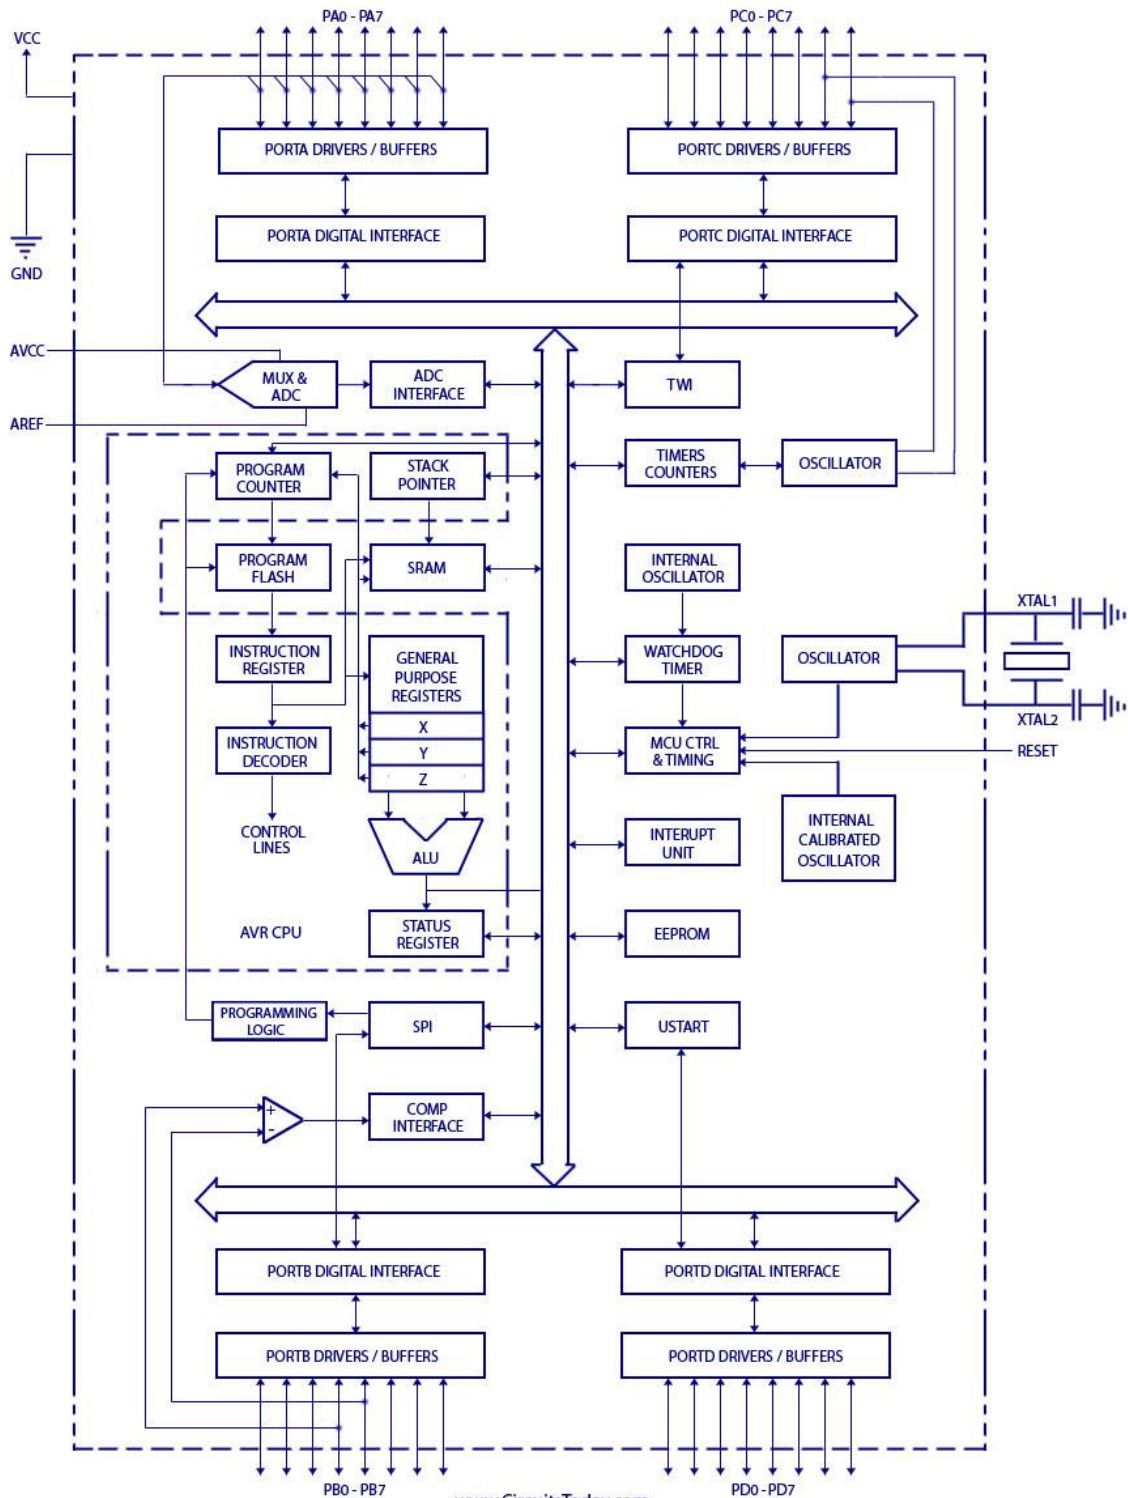 PA0 - PA7
PC0 - PC7
VCC
PORTA DRIVERS / BUFFERS
PORTC DRIVERS / BUFFERS
PORTA DIGITAL INTERFACE
PORTC DIGITAL INTERFACE
GND
AVCC
MUX &
ADC
ADC
INTERFACE
TWI
AREF
PROGRAM
COUNTER
STACK
POINTER
TIMERS
COUNTERS
OSCILLATOR
PROGRAM
FLASH
SRAM
INTERNAL
OSCILLATOR
XTAL1
INSTRUCTION
REGISTER
GENERAL
PURPOSE
REGISTERS
WATCHDOG
TIMER
OSCILLATOR
XTAL2
X
Y
Z
INSTRUCTION
DECODER
MCU CTRL
& TIMING
RESET
CONTROL
LINES
ALU
INTERUPT
UNIT
INTERNAL
CALIBRATED
OSCILLATOR
AVR CPU
STATUS
REGISTER
EEPROM
PROGRAMMING
LOGIC
SPI
USTART
+
-
COMP
INTERFACE
PORTB DIGITAL INTERFACE
PORTD DIGITAL INTERFACE
PORTB DRIVERS / BUFFERS
PORTD DRIVERS / BUFFERS
PB0 - PB7
PD0 - PD7
www.CircuitsToday.com